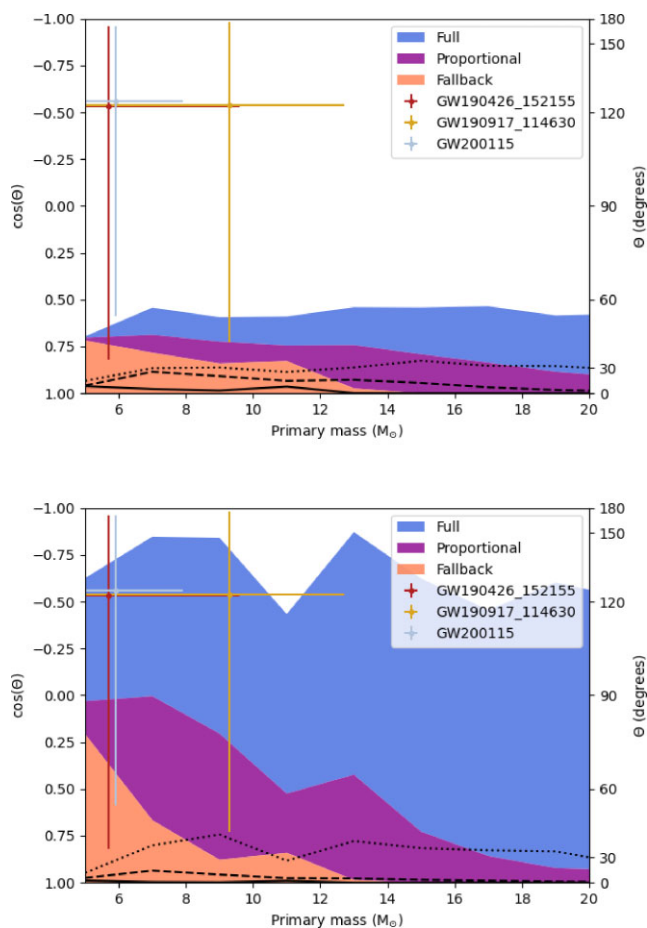 −1.00
−0.75
−0.50
−0.25
0.00
0.25
0.50
0.75
1.00
cos(Θ)
180
150
120
90
60
30
0
Θ (degrees)
Full
Proportional
Fallback
GW190426_152155
GW190917_114630
GW200115
6 8 10 12 14 16 18 20
Primary mass (M⊙)
−1.00
−0.75
−0.50
−0.25
0.00
0.25
0.50
0.75
1.00
cos(Θ)
180
150
120
90
60
30
0
Θ (degrees)
Full
Proportional
Fallback
GW190426_152155
GW190917_114630
GW200115
6 8 10 12 14 16 18 20
Primary mass (M⊙)